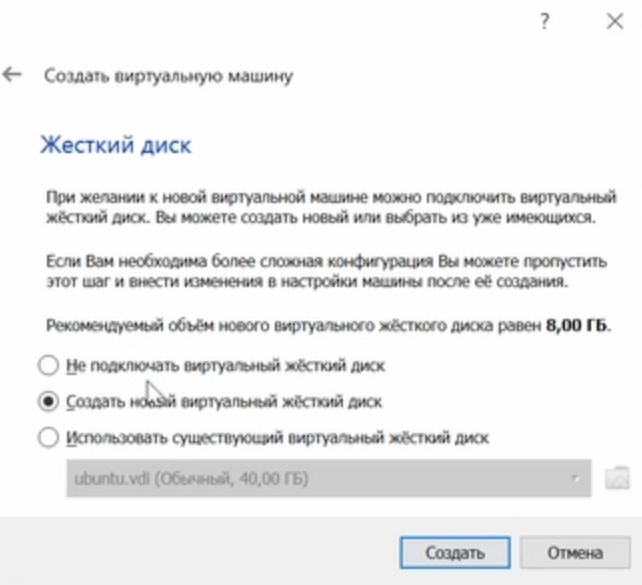 ?
Создать виртуальную машину
Жесткий диск
При желании к новой виртуальной машине можно подключить виртуальный
жёсткий диск. Вы можете создать новый или выбрать из уже имеющихся.
Если Вам необходима более сложная конфигурация Вы можете пропустить
этот шаг и внести изменения в настройки машины после её создания.
Рекомендуемый объём нового виртуального жёсткого диска равен 8,00 ГБ.
Не подключать виртуальный жёсткий диск
Создать новый виртуальный жёсткий диск
Использовать существующий виртуальный жёсткий диск
ubuntu.vdi (Обычный, 40,00 ГБ)
Создать
Отмена